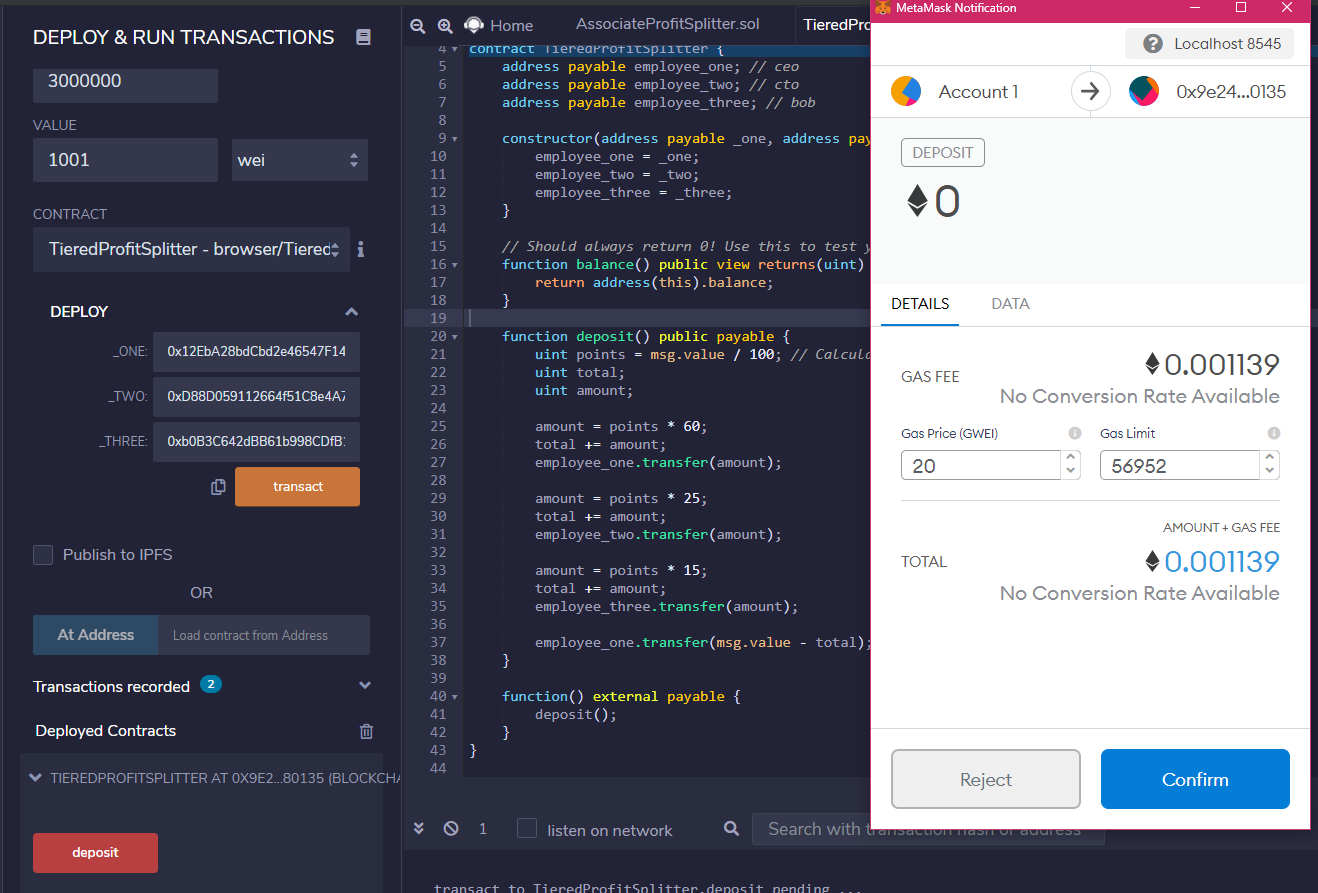 DEPLOY & RUN TRANSACTIONS
3000000
VALUE
1001
wei
CONTRACT
TieredProfitSplitter - browser/Tiered
DEPLOY
_ONE: 0x12EbA28bdCbd2e46547F14
_TWO: 0xD88D059112664f51C8e4A7
_THREE: 0xb0B3C642dBB61b998CDfB1
transact
Publish to IPFS
OR
At Address
Load contract from Address
Transactions recorded 2
Deployed Contracts
TIEREDPROFITSPLITTER AT 0X9E2...80135 (BLOCKCHA
deposit
Home
AssociateProfitSplitter.sol
TieredPro
4 contract TieredProfitSplitter {
5 address payable employee_one; // ceo
6 address payable employee_two; // cto
7 address payable employee_three; // bob
8
9 constructor(address payable _one, address pay
10 employee_one = _one;
11 employee_two = _two;
12 employee_three = _three;
13 }
14
15 // Should always return 0! Use this to test y
16 function balance() public view returns(uint)
17 return address(this).balance;
18 }
19
20 function deposit() public payable {
21 uint points = msg.value / 100; // Calcula
22 uint total;
23 uint amount;
24
25 amount = points * 60;
26 total += amount;
27 employee_one.transfer(amount);
28
29 amount = points * 25;
30 total += amount;
31 employee_two.transfer(amount);
32
33 amount = points * 15;
34 total += amount;
35 employee_three.transfer(amount);
36
37 employee_one.transfer(msg.value - total);
38 }
39
40 function() external payable {
41 deposit();
42 }
43 }
44
1
listen on network
Search with transaction hash or address
transact to TieredProfitSplitter.deposit pending ...
MetaMask Notification
Localhost 8545
Account 1
0x9e24...0135
DEPOSIT
0
DETAILS
DATA
GAS FEE
0.001139
No Conversion Rate Available
Gas Price (GWEI)
Gas Limit
20
56952
AMOUNT + GAS FEE
TOTAL
0.001139
No Conversion Rate Available
Reject
Confirm